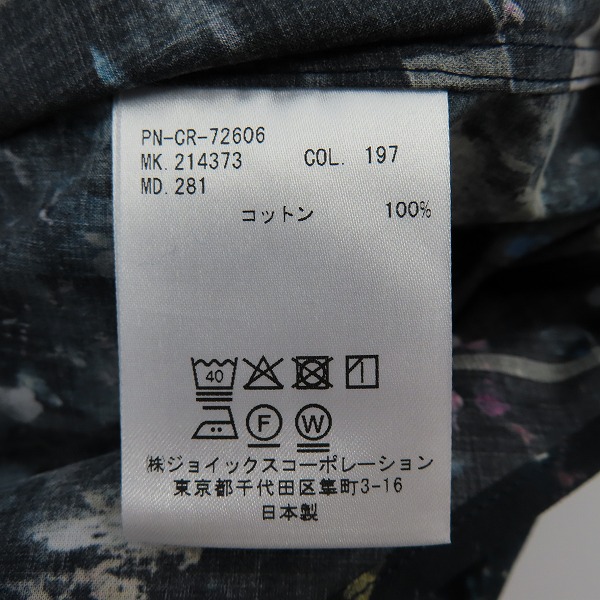 PN-CR-72606
MK.214373 COL. 197
MD.281
コットン 100%
40
F W
㈱ジョイックスコーポレーション
東京都千代田区隼町3-16
日本製